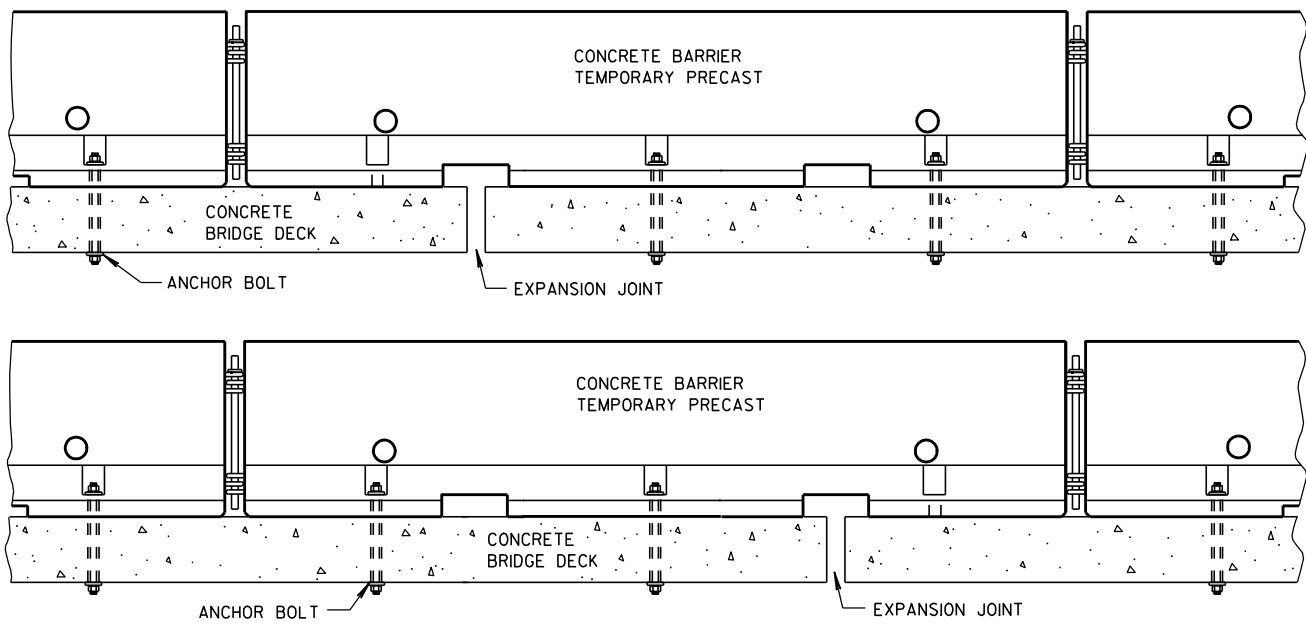 CONCRETE BARRIER
TEMPORARY PRECAST
CONCRETE
BRIDGE DECK
ANCHOR BOLT
EXPANSION JOINT
CONCRETE BARRIER
TEMPORARY PRECAST
CONCRETE
BRIDGE DECK
ANCHOR BOLT
EXPANSION JOINT